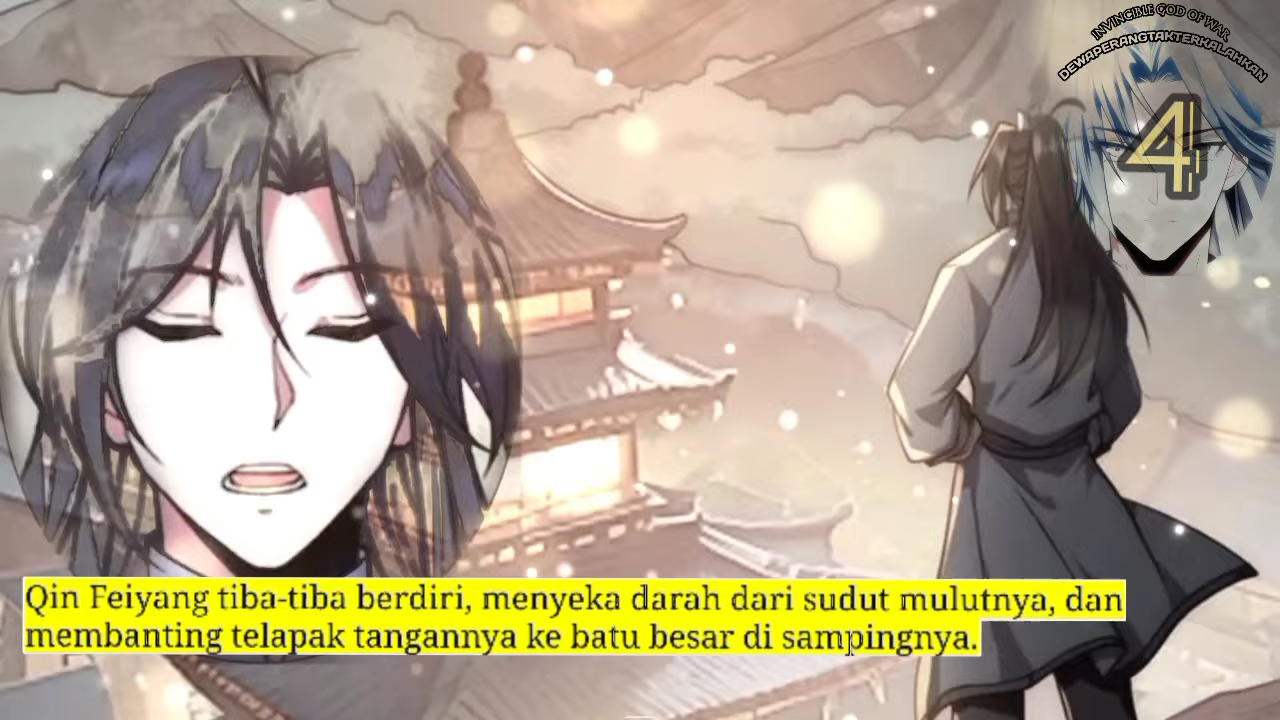 INVINCIBLE GOD OF WAR
DEWAPERANGTAKTERKALAHKAN
4
Qin Feiyang tiba-tiba berdiri, menyeka darah dari sudut mulutnya, dan
membanting telapak tangannya ke batu besar di sampingnya.